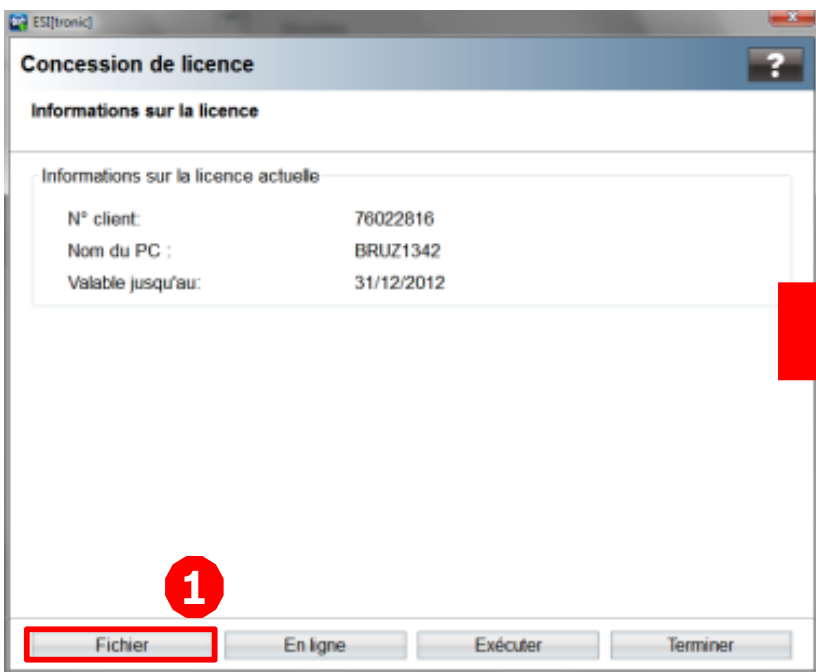 ESI[tronic]
Concession de licence
?
Informations sur la licence
Informations sur la licence actuelle
N° client: 76022816
Nom du PC : BRUZ1342
Valable jusqu'au: 31/12/2012
1
Fichier En ligne Exécuter Terminer